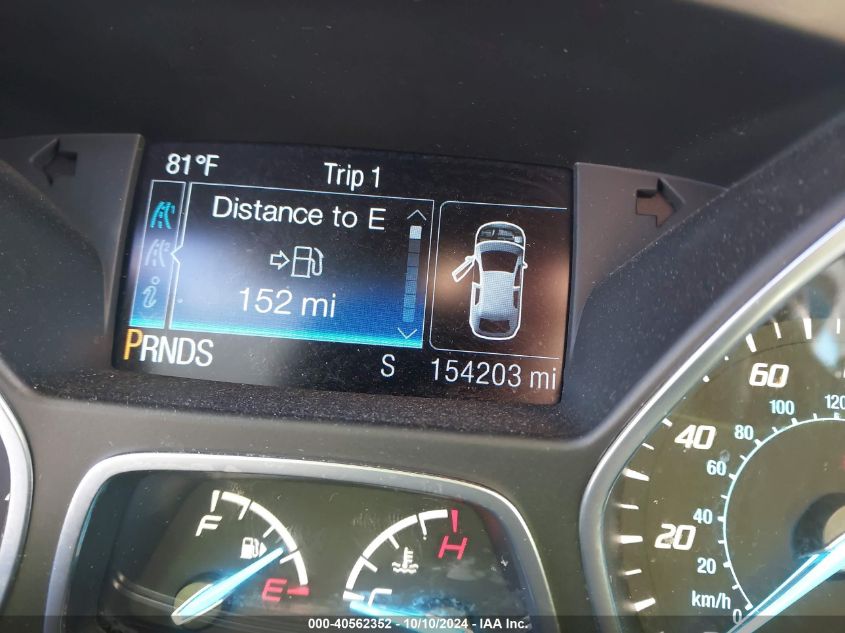 81°F
Trip 1
Distance to E
152 mi
PRNDS
S
154203 mi
F
E
H
C
60
40
20
120
100
80
60
40
20
0
km/h
000-40562352 - 10/10/2024 - IAA Inc.